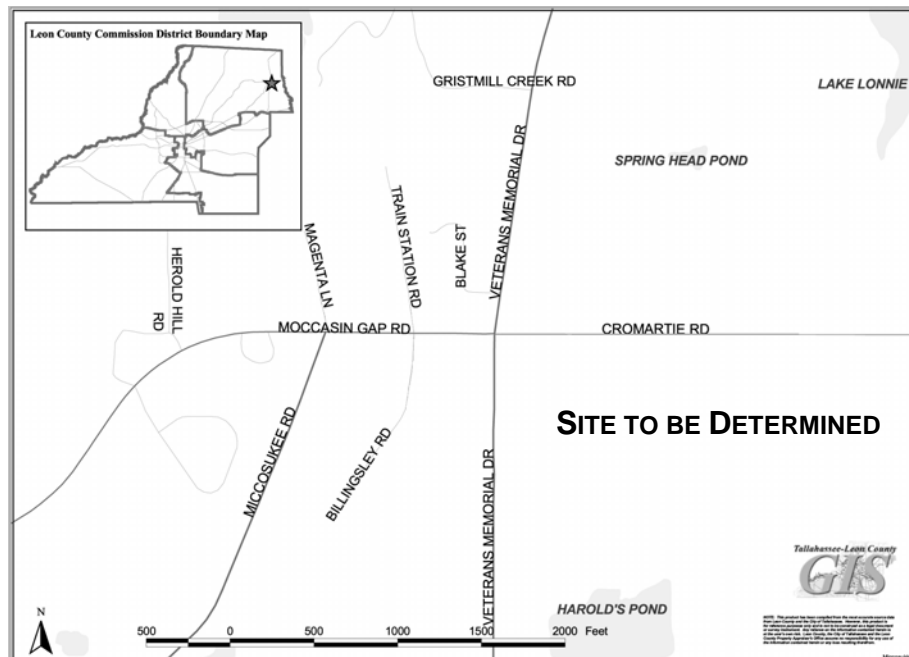 Leon County Commission District Boundary Map
GRISTMILL CREEK RD
LAKE LONNIE
SPRING HEAD POND
VETERANS MEMORIAL DR
TRAIN STATION RD
BLAKE ST
MAGENTA LN
HEROLD HILL
RD
MOCCASIN GAP RD
CROMARTIE RD
SITE TO BE DETERMINED
MICCOSUKEE RD
BILLINGSLEY RD
VETERANS MEMORIAL DR
Tallahassee-Leon County
GIS
HAROLD'S POND
N
500 0 500 1000 1500 2000 Feet